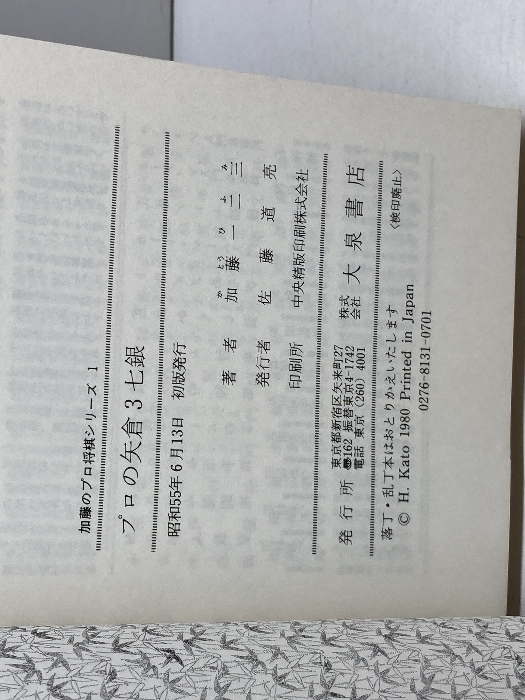 加藤のプロ将棋シリーズ 1
プロの矢倉3七銀
昭和55年6月13日 初版発行
著者 加藤一二三
か とう ひ ふ み
発行者 佐藤道亮
印刷所 中央精版印刷株式会社
発行所 株式会社 大泉書店
東京都新宿区矢来町27
〠162 振替東京4-1742
電話 東京 (260) 4001
落丁・乱丁本はおとりかえいたします
〈検印廃止〉
© H. Kato 1980 Printed in Japan
0276-8131-0701